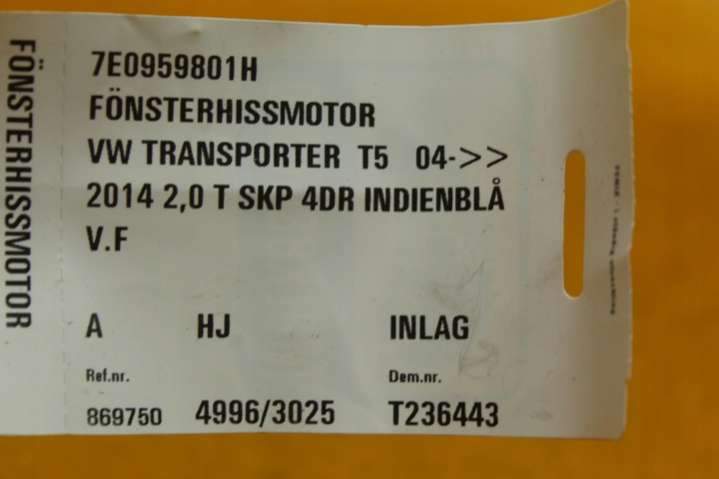 FÖNSTERHISSMOTOR
7E0959801H
FÖNSTERHISSMOTOR
VW TRANSPORTER T5 04->>
2014 2,0 T SKP 4DR INDIENBLÅ
V.F
A HJ INLAG
Ref.nr. Dem.nr.
869750 4996/3025 T236443